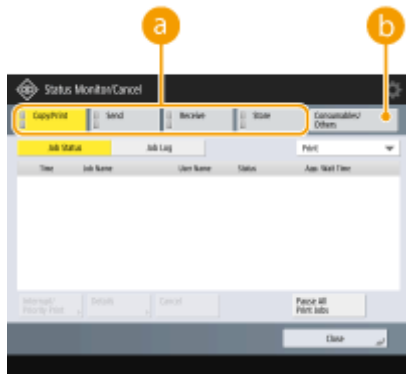 a
b
Status Monitor/Cancel
Copy/Print
Send
Receive
Store
Consumables/
Others
Job Status
Job Log
Print
Time
Job Name
User Name
Status
App. Wait Time
Interrupt/
Priority Print
Details
Cancel
Pause All
Print Jobs
Close